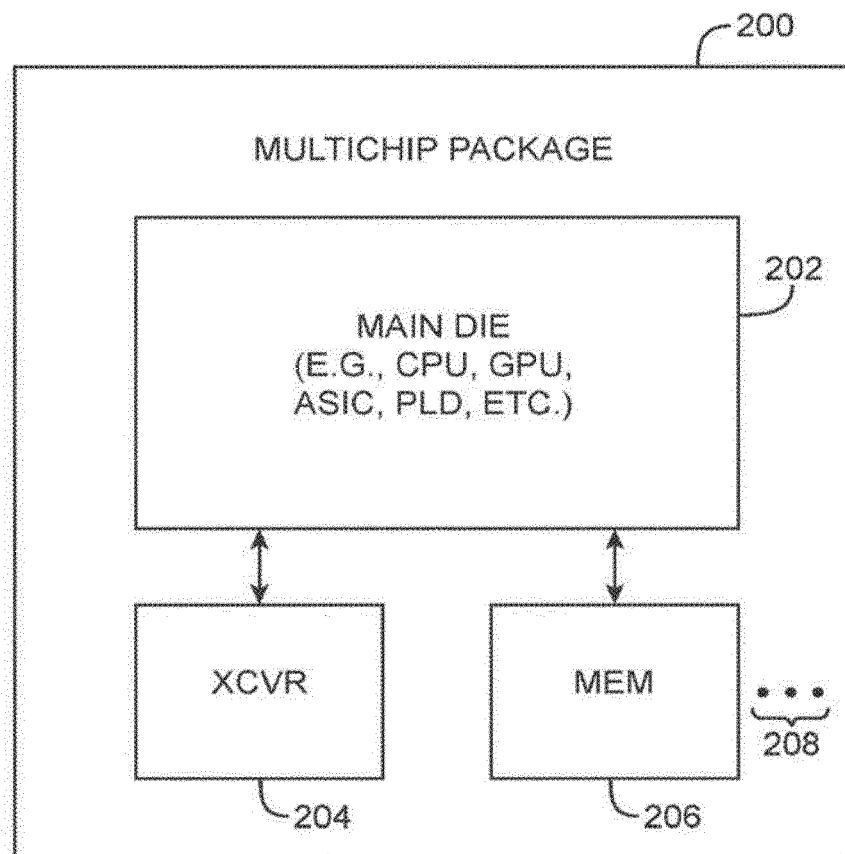 200
MULTICHIP PACKAGE
202
MAIN DIE
(E.G., CPU, GPU,
ASIC, PLD, ETC.)
XCVR
MEM
208
204
206